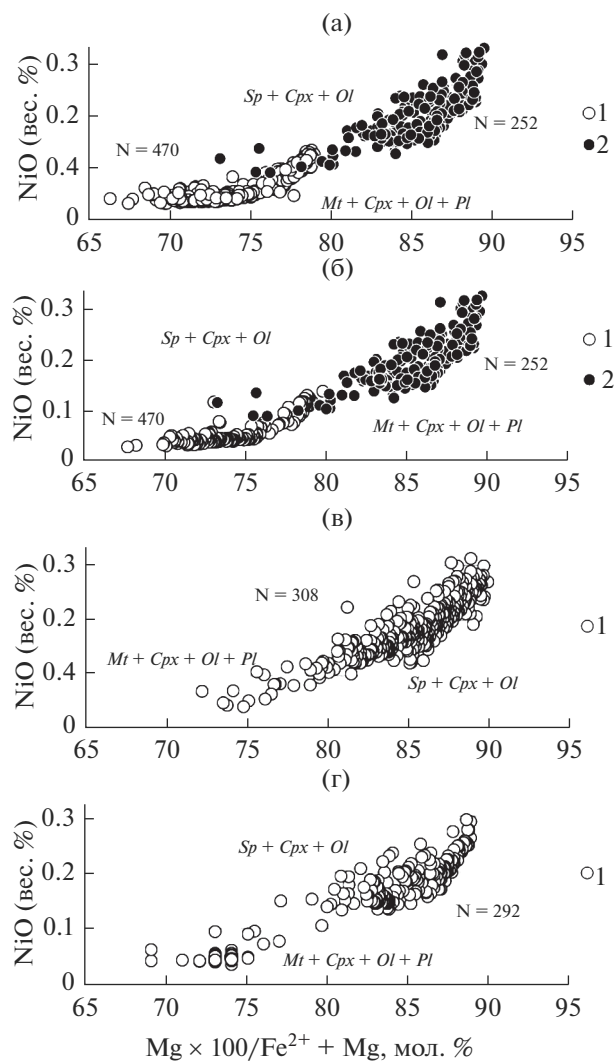 (а)
NiO (вес. %)
0.3
0.2
0.4
0
Sp + Cpx + Ol
N = 470
N = 252
Mt + Cpx + Ol + Pl
1
2
65 70 75 80 85 90 95
(б)
NiO (вес. %)
0.3
0.2
0.1
0
Sp + Cpx + Ol
N = 252
N = 470
Mt + Cpx + Ol + Pl
1
2
65 70 75 80 85 90 95
(в)
NiO (вес. %)
0.3
0.2
0.4
0
N = 308
Mt + Cpx + Ol + Pl
Sp + Cpx + Ol
1
65 70 75 80 85 90 95
(г)
NiO (вес. %)
0.3
0.2
0.1
0
Sp + Cpx + Ol
N = 292
Mt + Cpx + Ol + Pl
1
65 70 75 80 85 90 95
Mg × 100/Fe²⁺ + Mg, мол. %